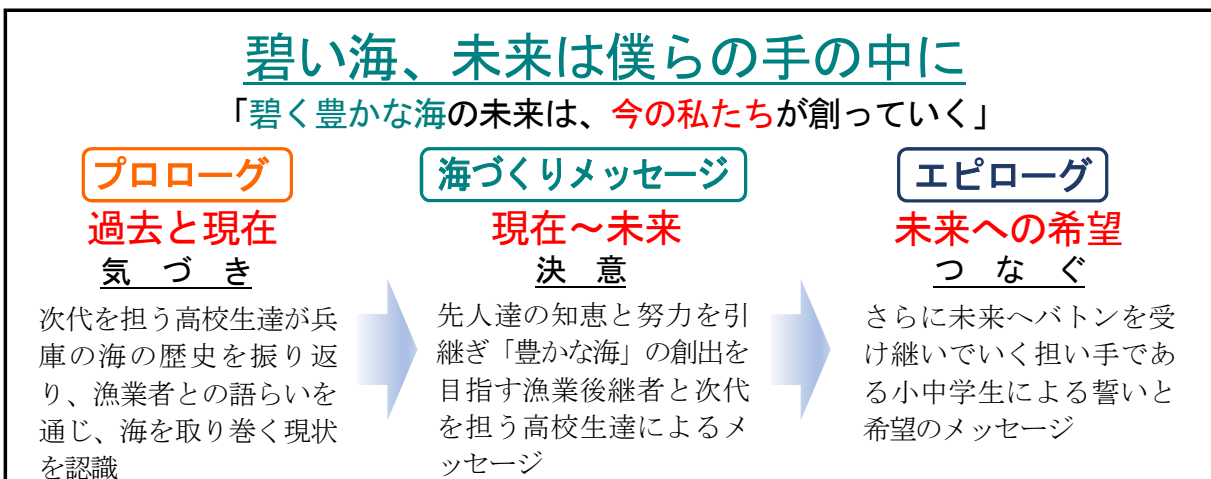 碧い海、未来は僕らの手の中に
「碧く豊かな海の未来は、今の私たちが創っていく」
プロローグ
過去と現在
気 づ き
次代を担う高校生達が兵
庫の海の歴史を振り返
り、漁業者との語らいを
通じ、海を取り巻く現状
を認識
海づくりメッセージ
現在～未来
決 意
先人達の知恵と努力を引
継ぎ「豊かな海」の創出を
目指す漁業後継者と次代
を担う高校生達によるメ
ッセージ
エピローグ
未来への希望
つ な ぐ
さらに未来へバトンを受
け継いでいく担い手であ
る小中学生による誓いと
希望のメッセージ